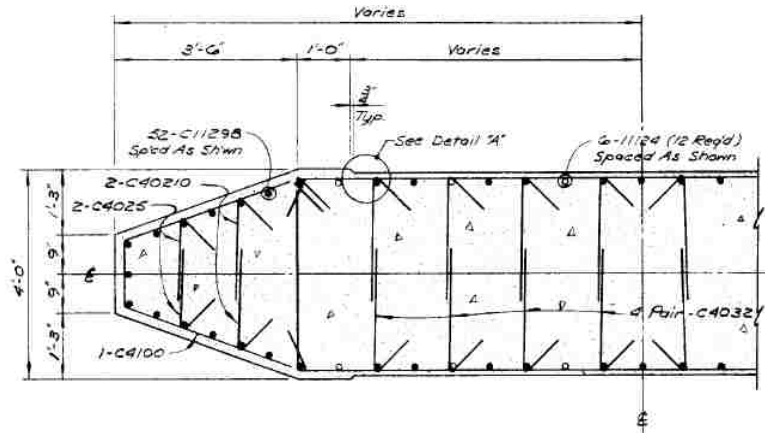 Varies
3'-6"
1'-0"
Varies
3/4"
Typ.
52-C11298
Sp'cd As Sh'wn
See Detail "A"
6-11124 (12 Req'd)
Spaced As Shown
2-C40210
2-C4025
1'-3"
9"
4'-0"
9"
1'-3"
4 Pair-C4032
1-C4100